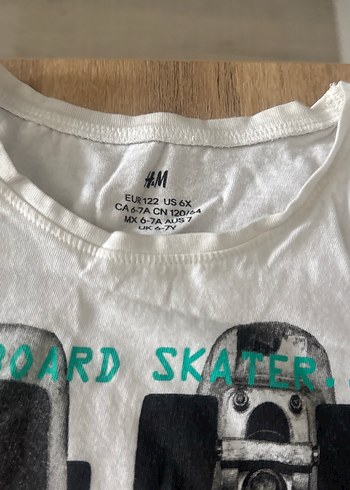 H&M
EUR 122 US 6X
CA 6-7A CN 120/64
MX 6-7A AUS 7
UK 6-7Y
BOARD SKATER.